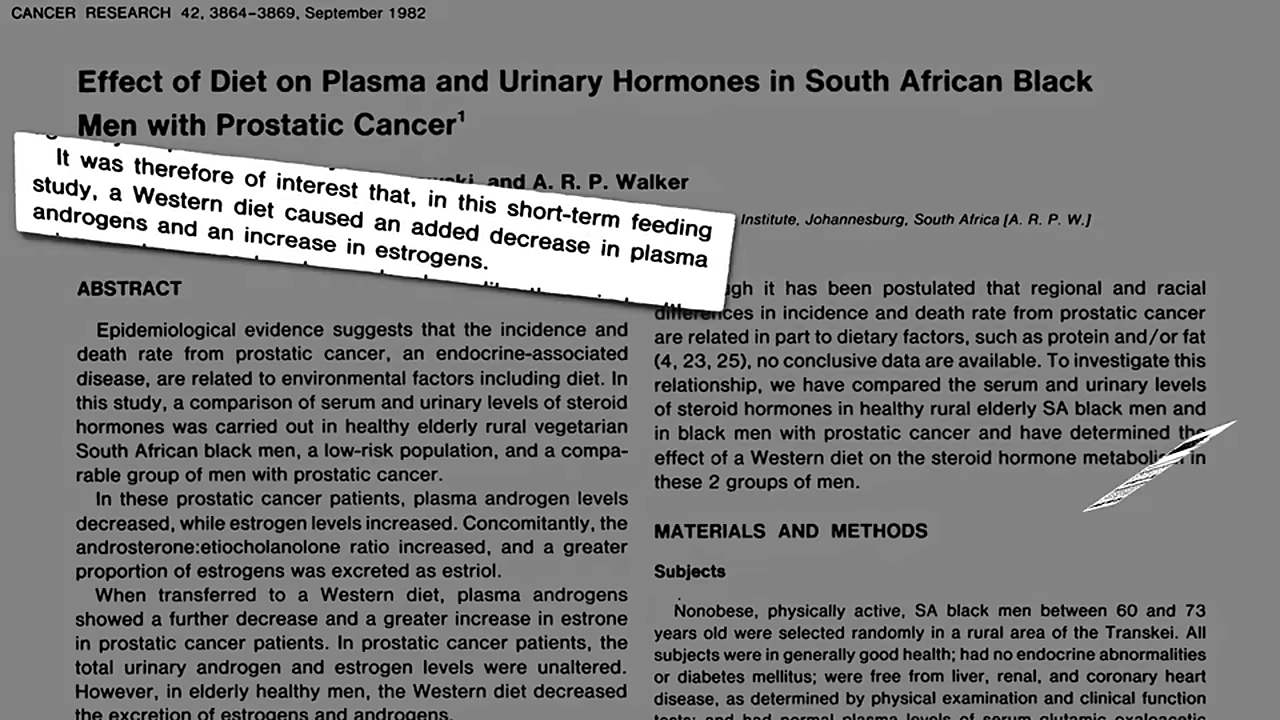 CANCER RESEARCH 42, 3864–3869, September 1982
Effect of Diet on Plasma and Urinary Hormones in South African Black
Men with Prostatic Cancer¹
and A. R. P. Walker
Institute, Johannesburg, South Africa [A. R. P. W.]
It was therefore of interest that, in this short-term feeding
study, a Western diet caused an added decrease in plasma
androgens and an increase in estrogens.
ABSTRACT
Epidemiological evidence suggests that the incidence and
death rate from prostatic cancer, an endocrine-associated
disease, are related to environmental factors including diet. In
this study, a comparison of serum and urinary levels of steroid
hormones was carried out in healthy elderly rural vegetarian
South African black men, a low-risk population, and a compa-
rable group of men with prostatic cancer.
In these prostatic cancer patients, plasma androgen levels
decreased, while estrogen levels increased. Concomitantly, the
androsterone:etiocholanolone ratio increased, and a greater
proportion of estrogens was excreted as estriol.
When transferred to a Western diet, plasma androgens
showed a further decrease and a greater increase in estrone
in prostatic cancer patients. In prostatic cancer patients, the
total urinary androgen and estrogen levels were unaltered.
However, in elderly healthy men, the Western diet decreased
the excretion of estrogens and androgens.
it has been postulated that regional and racial
differences in incidence and death rate from prostatic cancer
are related in part to dietary factors, such as protein and/or fat
(4, 23, 25), no conclusive data are available. To investigate this
relationship, we have compared the serum and urinary levels
of steroid hormones in healthy rural elderly SA black men and
in black men with prostatic cancer and have determined the
effect of a Western diet on the steroid hormone metabolism in
these 2 groups of men.
MATERIALS AND METHODS
Subjects
Nonobese, physically active, SA black men between 60 and 73
years old were selected randomly in a rural area of the Transkei. All
subjects were in generally good health; had no endocrine abnormalities
or diabetes mellitus; were free from liver, renal, and coronary heart
disease, as determined by physical examination and clinical function
tests; and had normal plasma levels of serum glutamic oxaloacetic